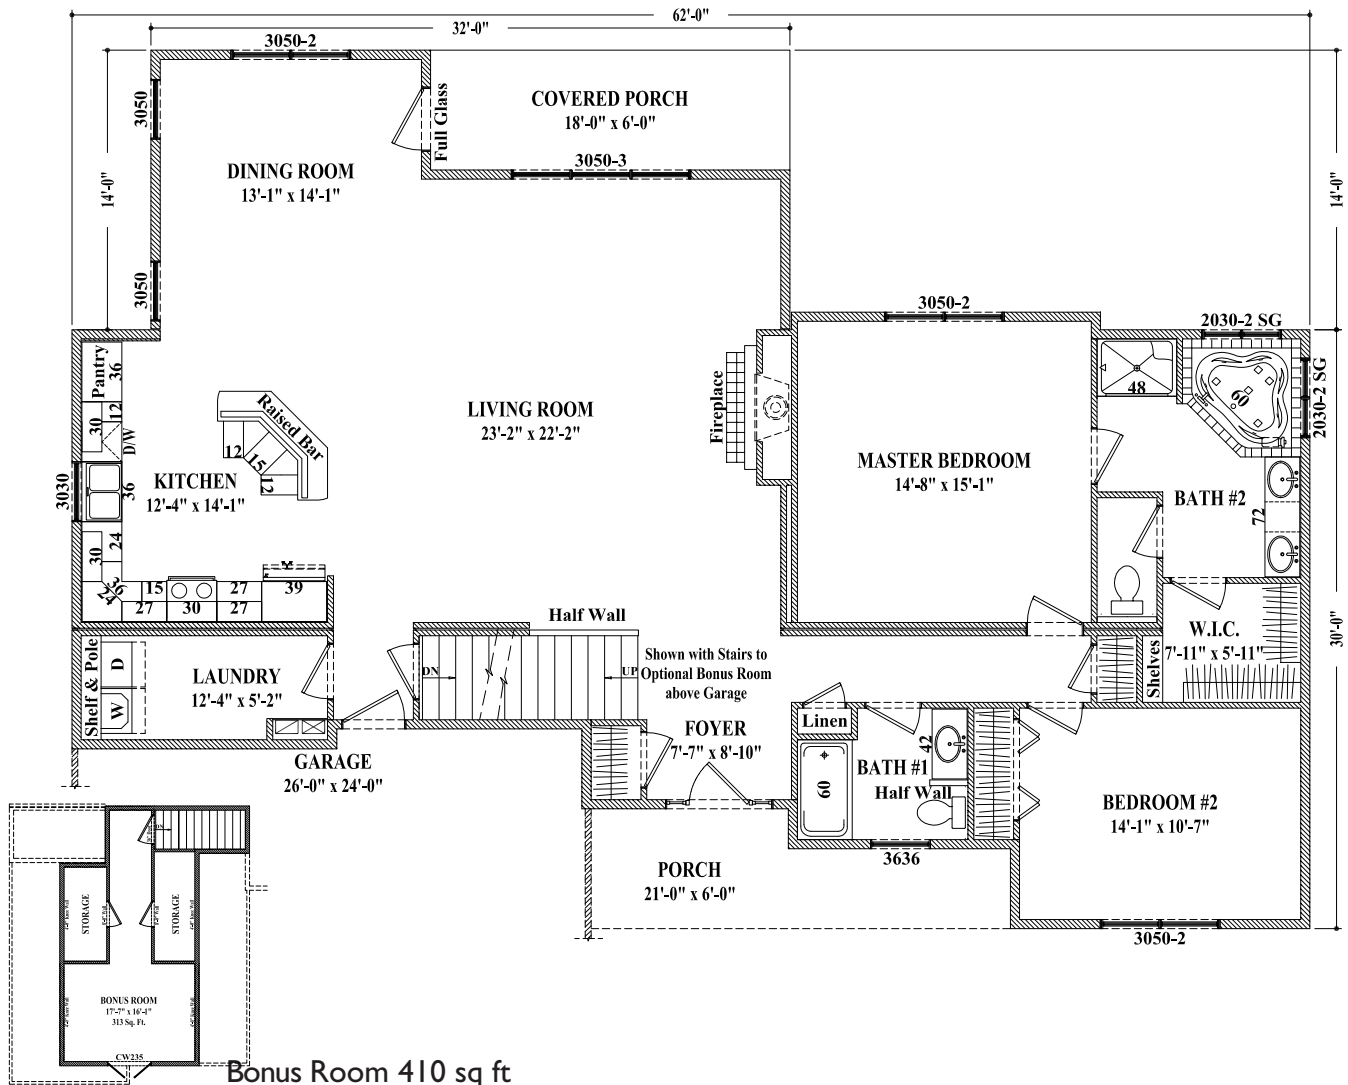 62'-0"
32'-0"
3050-2
14'-0"
3050
Full Glass
COVERED PORCH
18'-0" x 6'-0"
14'-0"
3050-3
DINING ROOM
13'-1" x 14'-1"
3050
3050-2
2030-2 SG
2030-2 SG
Pantry
36
12
30
D/W
Raised Bar
12
15
12
LIVING ROOM
23'-2" x 22'-2"
Fireplace
48
60
MASTER BEDROOM
14'-8" x 15'-1"
3030
36
KITCHEN
12'-4" x 14'-1"
BATH #2
72
24
30
36
24
15
27
27
30
27
39
Half Wall
30'-0"
Shelf & Pole
D
W
LAUNDRY
12'-4" x 5'-2"
DN
UP
Shown with Stairs to
Optional Bonus Room
above Garage
W.I.C.
7'-11" x 5'-11"
Shelves
Linen
FOYER
7'-7" x 8'-10"
GARAGE
26'-0" x 24'-0"
42
BATH #1
Half Wall
60
BEDROOM #2
14'-1" x 10'-7"
3636
PORCH
21'-0" x 6'-0"
3050-2
DN
STORAGE
STORAGE
BONUS ROOM
17'-7" x 16'-1"
313 Sq. Ft.
CW235
Bonus Room 410 sq ft